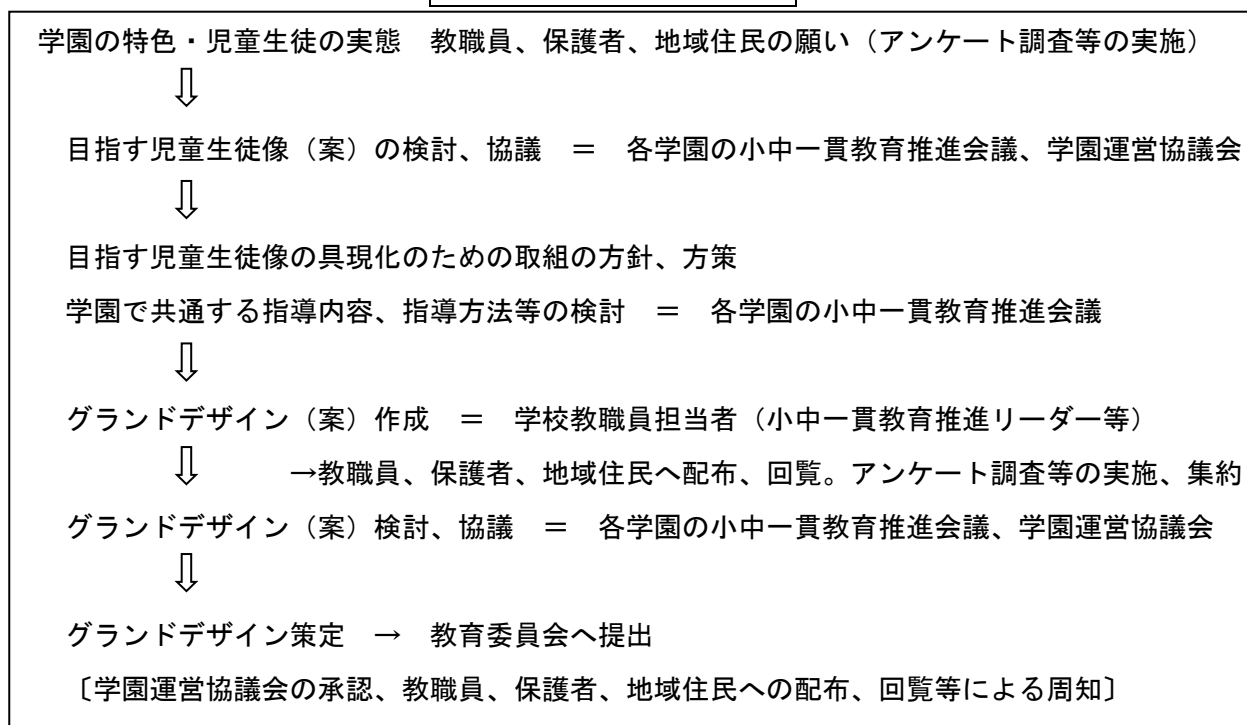 学園の特色・児童生徒の実態　教職員、保護者、地域住民の願い（アンケート調査等の実施）
⇩
目指す児童生徒像（案）の検討、協議　＝　各学園の小中一貫教育推進会議、学園運営協議会
⇩
目指す児童生徒像の具現化のための取組の方針、方策
学園で共通する指導内容、指導方法等の検討　＝　各学園の小中一貫教育推進会議
⇩
グランドデザイン（案）作成　＝　学校教職員担当者（小中一貫教育推進リーダー等）
⇩　→教職員、保護者、地域住民へ配布、回覧。アンケート調査等の実施、集約
グランドデザイン（案）検討、協議　＝　各学園の小中一貫教育推進会議、学園運営協議会
⇩
グランドデザイン策定　→　教育委員会へ提出
〔学園運営協議会の承認、教職員、保護者、地域住民への配布、回覧等による周知〕